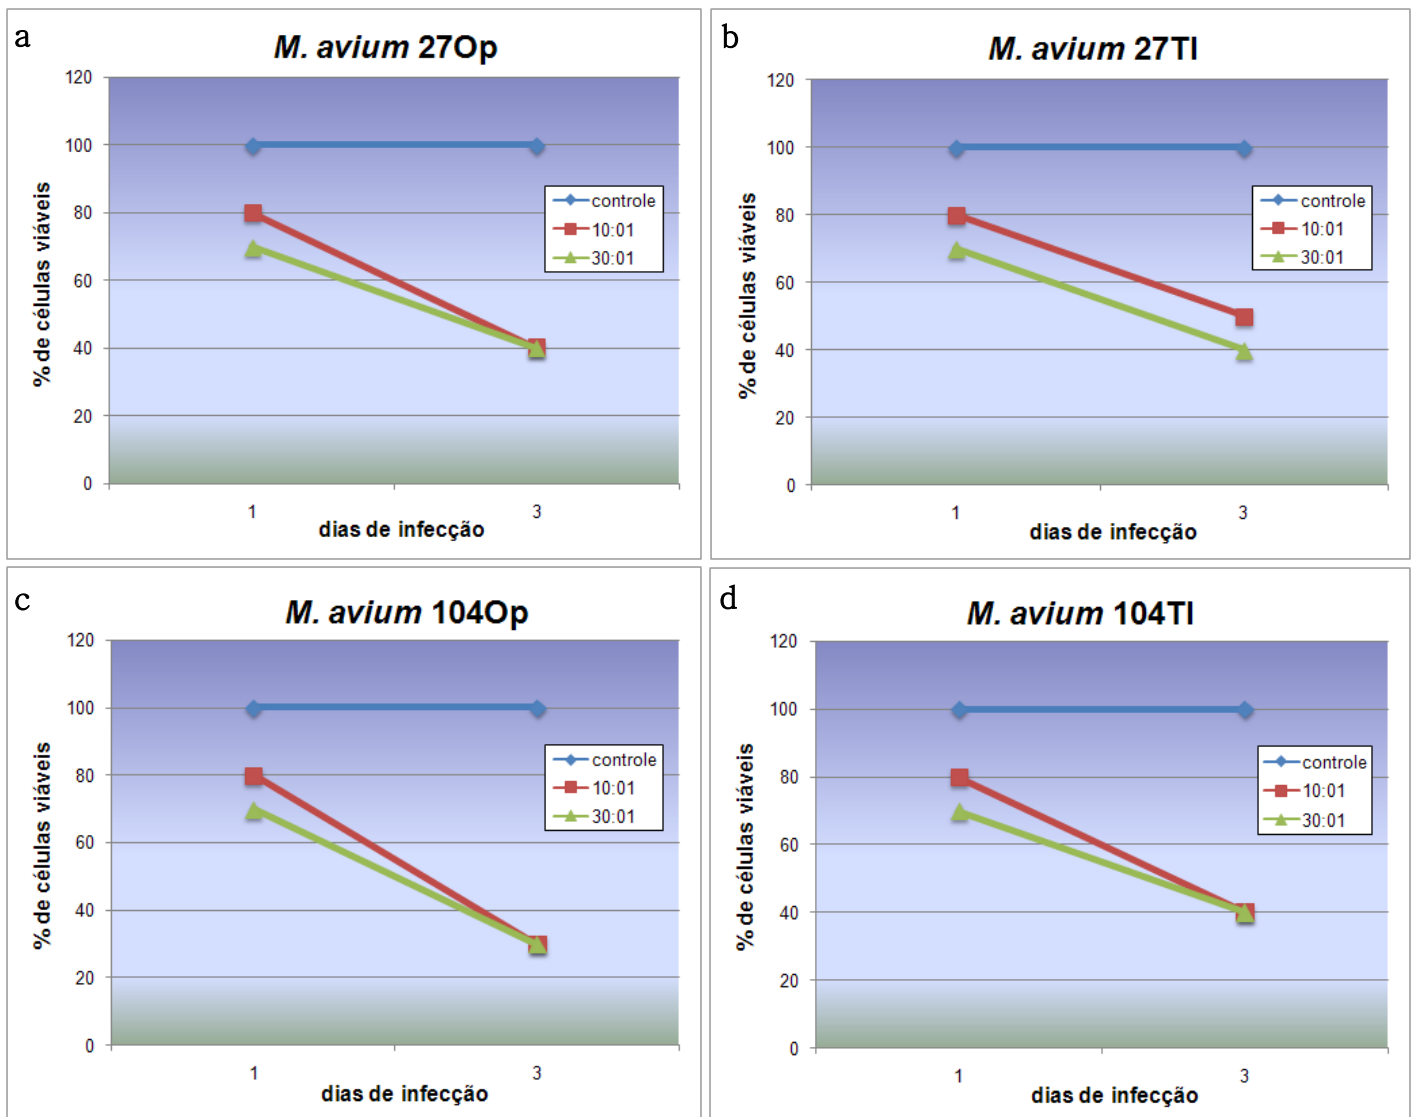 a
M. avium 27Op
120
100
80
60
40
20
0
% de células viáveis
controle
10:01
30:01
1
3
dias de infecção
b
M. avium 27Tl
120
100
80
60
40
20
0
% de células viáveis
controle
10:01
30:01
1
3
dias de infecção
c
M. avium 104Op
120
100
80
60
40
20
0
% de células viáveis
controle
10:01
30:01
1
3
dias de infecção
d
M. avium 104Tl
120
100
80
60
40
20
0
% de células viáveis
controle
10:01
30:01
1
3
dias de infecção